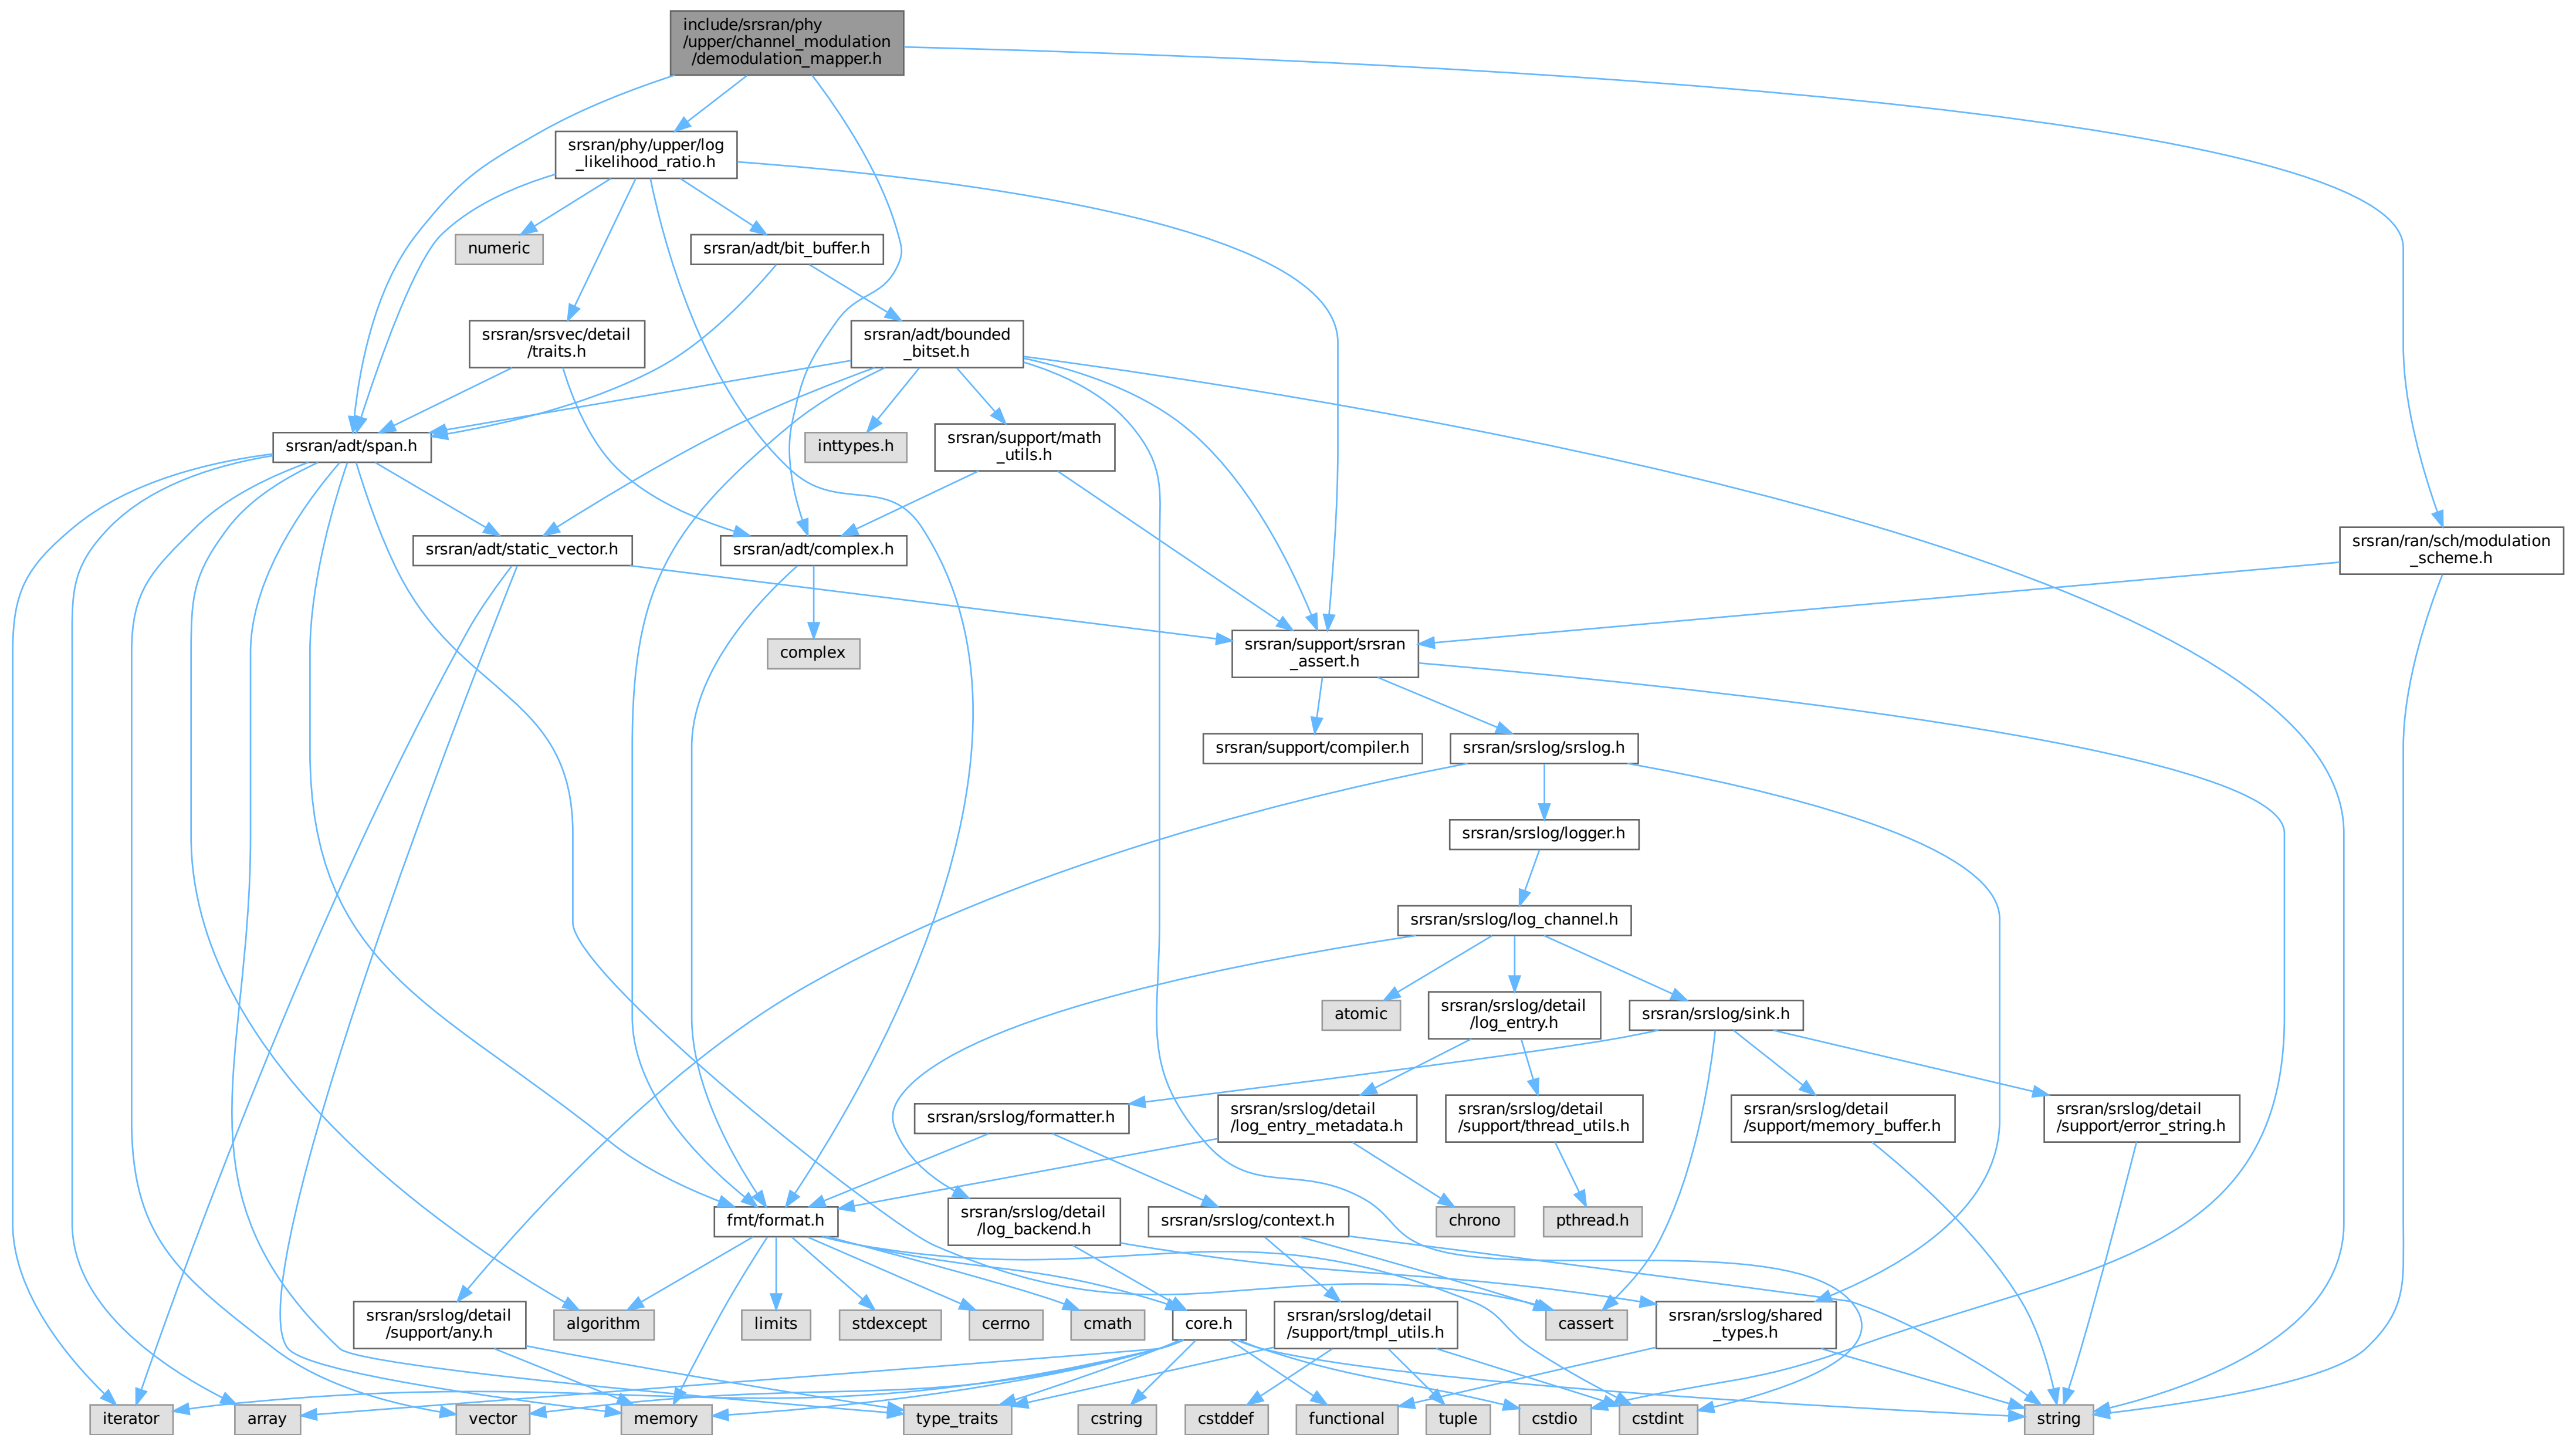 include/srsran/phy
/upper/channel_modulation
/demodulation_mapper.h
srsran/phy/upper/log
_likelihood_ratio.h
numeric
srsran/adt/bit_buffer.h
srsran/srsvec/detail
/traits.h
srsran/adt/bounded
_bitset.h
srsran/adt/span.h
inttypes.h
srsran/support/math
_utils.h
srsran/adt/static_vector.h
srsran/adt/complex.h
srsran/ran/sch/modulation
_scheme.h
complex
srsran/support/srsran
_assert.h
srsran/support/compiler.h
srsran/srslog/srslog.h
srsran/srslog/logger.h
srsran/srslog/log_channel.h
atomic
srsran/srslog/detail
/log_entry.h
srsran/srslog/sink.h
srsran/srslog/formatter.h
srsran/srslog/detail
/log_entry_metadata.h
srsran/srslog/detail
/support/thread_utils.h
srsran/srslog/detail
/support/memory_buffer.h
srsran/srslog/detail
/support/error_string.h
fmt/format.h
srsran/srslog/detail
/log_backend.h
srsran/srslog/context.h
chrono
pthread.h
srsran/srslog/detail
/support/any.h
algorithm
limits
stdexcept
cerrno
cmath
core.h
srsran/srslog/detail
/support/tmpl_utils.h
cassert
srsran/srslog/shared
_types.h
iterator
array
vector
memory
type_traits
cstring
cstddef
functional
tuple
cstdio
cstdint
string